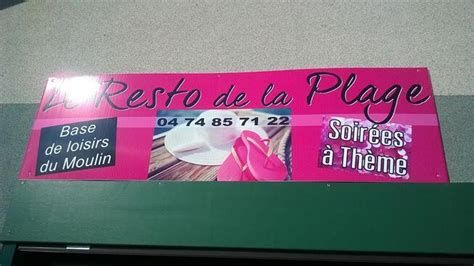 Le Resto de la Plage
04 74 85 71 22
Base
de loisirs
du Moulin
Soirées
à Thème